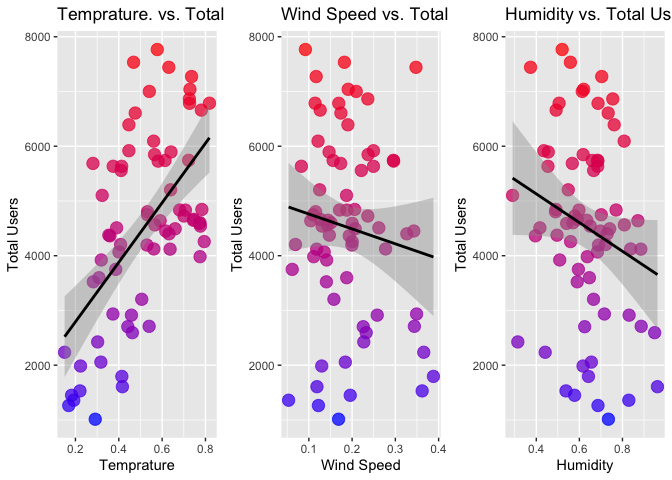 Temprature. vs. Total
8000
6000
4000
2000
Total Users
0.2 0.4 0.6 0.8
Temprature
Wind Speed vs. Total
8000
6000
4000
2000
Total Users
0.1 0.2 0.3 0.4
Wind Speed
Humidity vs. Total Us
8000
6000
4000
2000
Total Users
0.4 0.6 0.8
Humidity